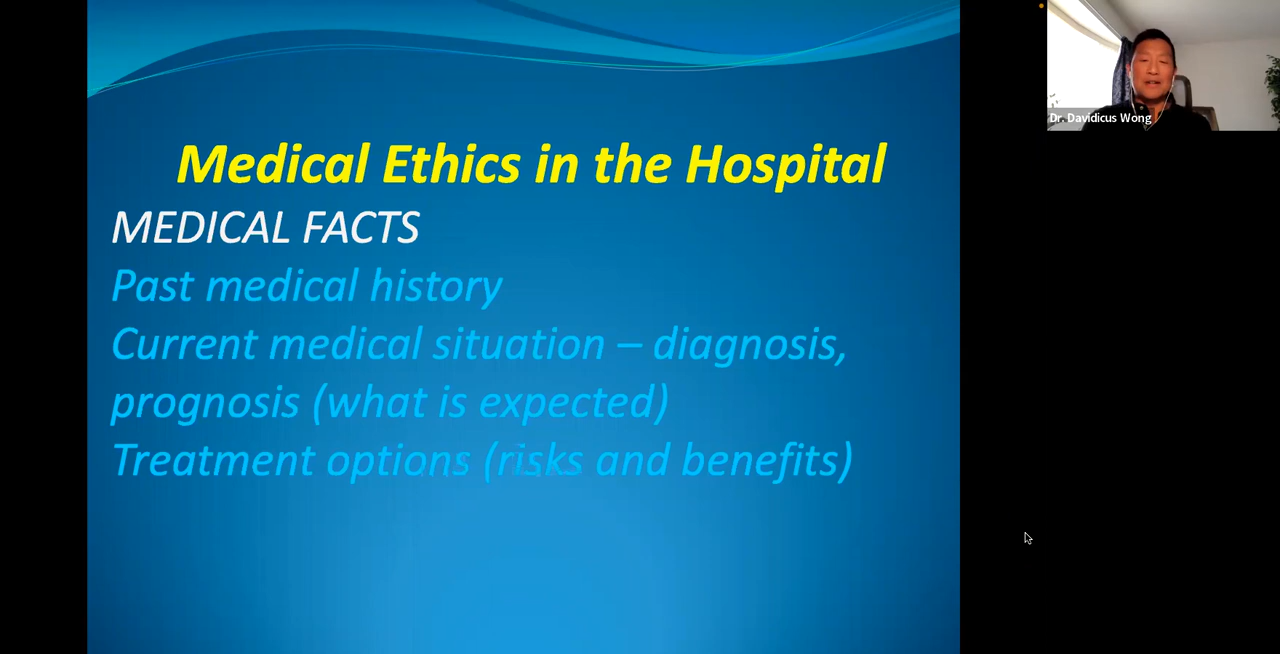 Medical Ethics in the Hospital
MEDICAL FACTS
Past medical history
Current medical situation – diagnosis,
prognosis (what is expected)
Treatment options (risks and benefits)
Dr. Davidicus Wong